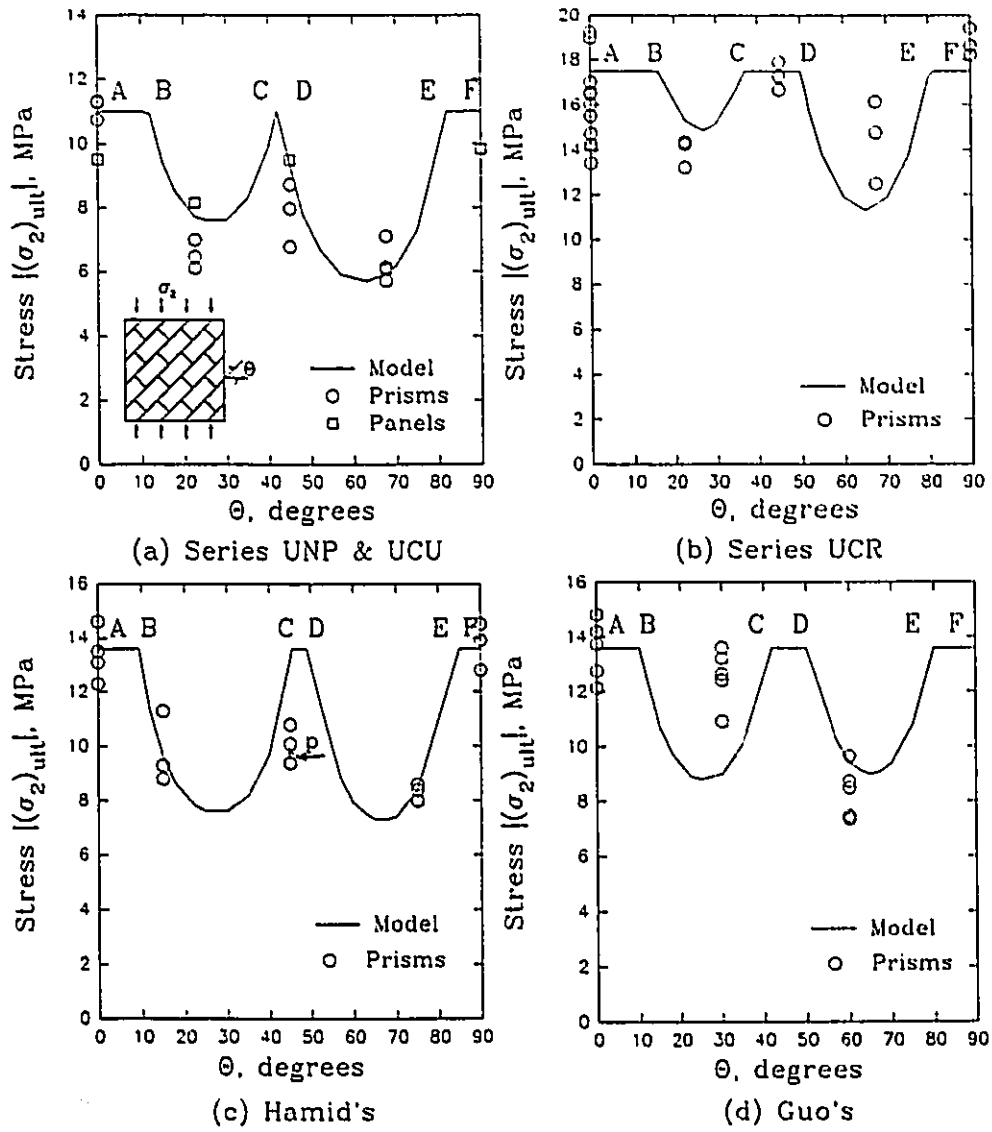 14
12
10
8
6
4
2
0
Stress |(σ₂)ult|, MPa
A B C D E F
σ₂
θ
Model
Prisms
Panels
0 10 20 30 40 50 60 70 80 90
Θ, degrees
(a) Series UNP & UCU
20
18
16
14
12
10
8
6
4
2
0
Stress |(σ₂)ult|, MPa
A B C D E F
Model
Prisms
0 10 20 30 40 50 60 70 80 90
Θ, degrees
(b) Series UCR
16
14
12
10
8
6
4
2
0
Stress |(σ₂)ult|, MPa
A B C D E F
p
Model
Prisms
0 10 20 30 40 50 60 70 80 90
Θ, degrees
(c) Hamid's
16
14
12
10
8
6
4
2
0
Stress |(σ₂)ult|, MPa
A B C D E F
Model
Prisms
0 10 20 30 40 50 60 70 80 90
Θ, degrees
(d) Guo's